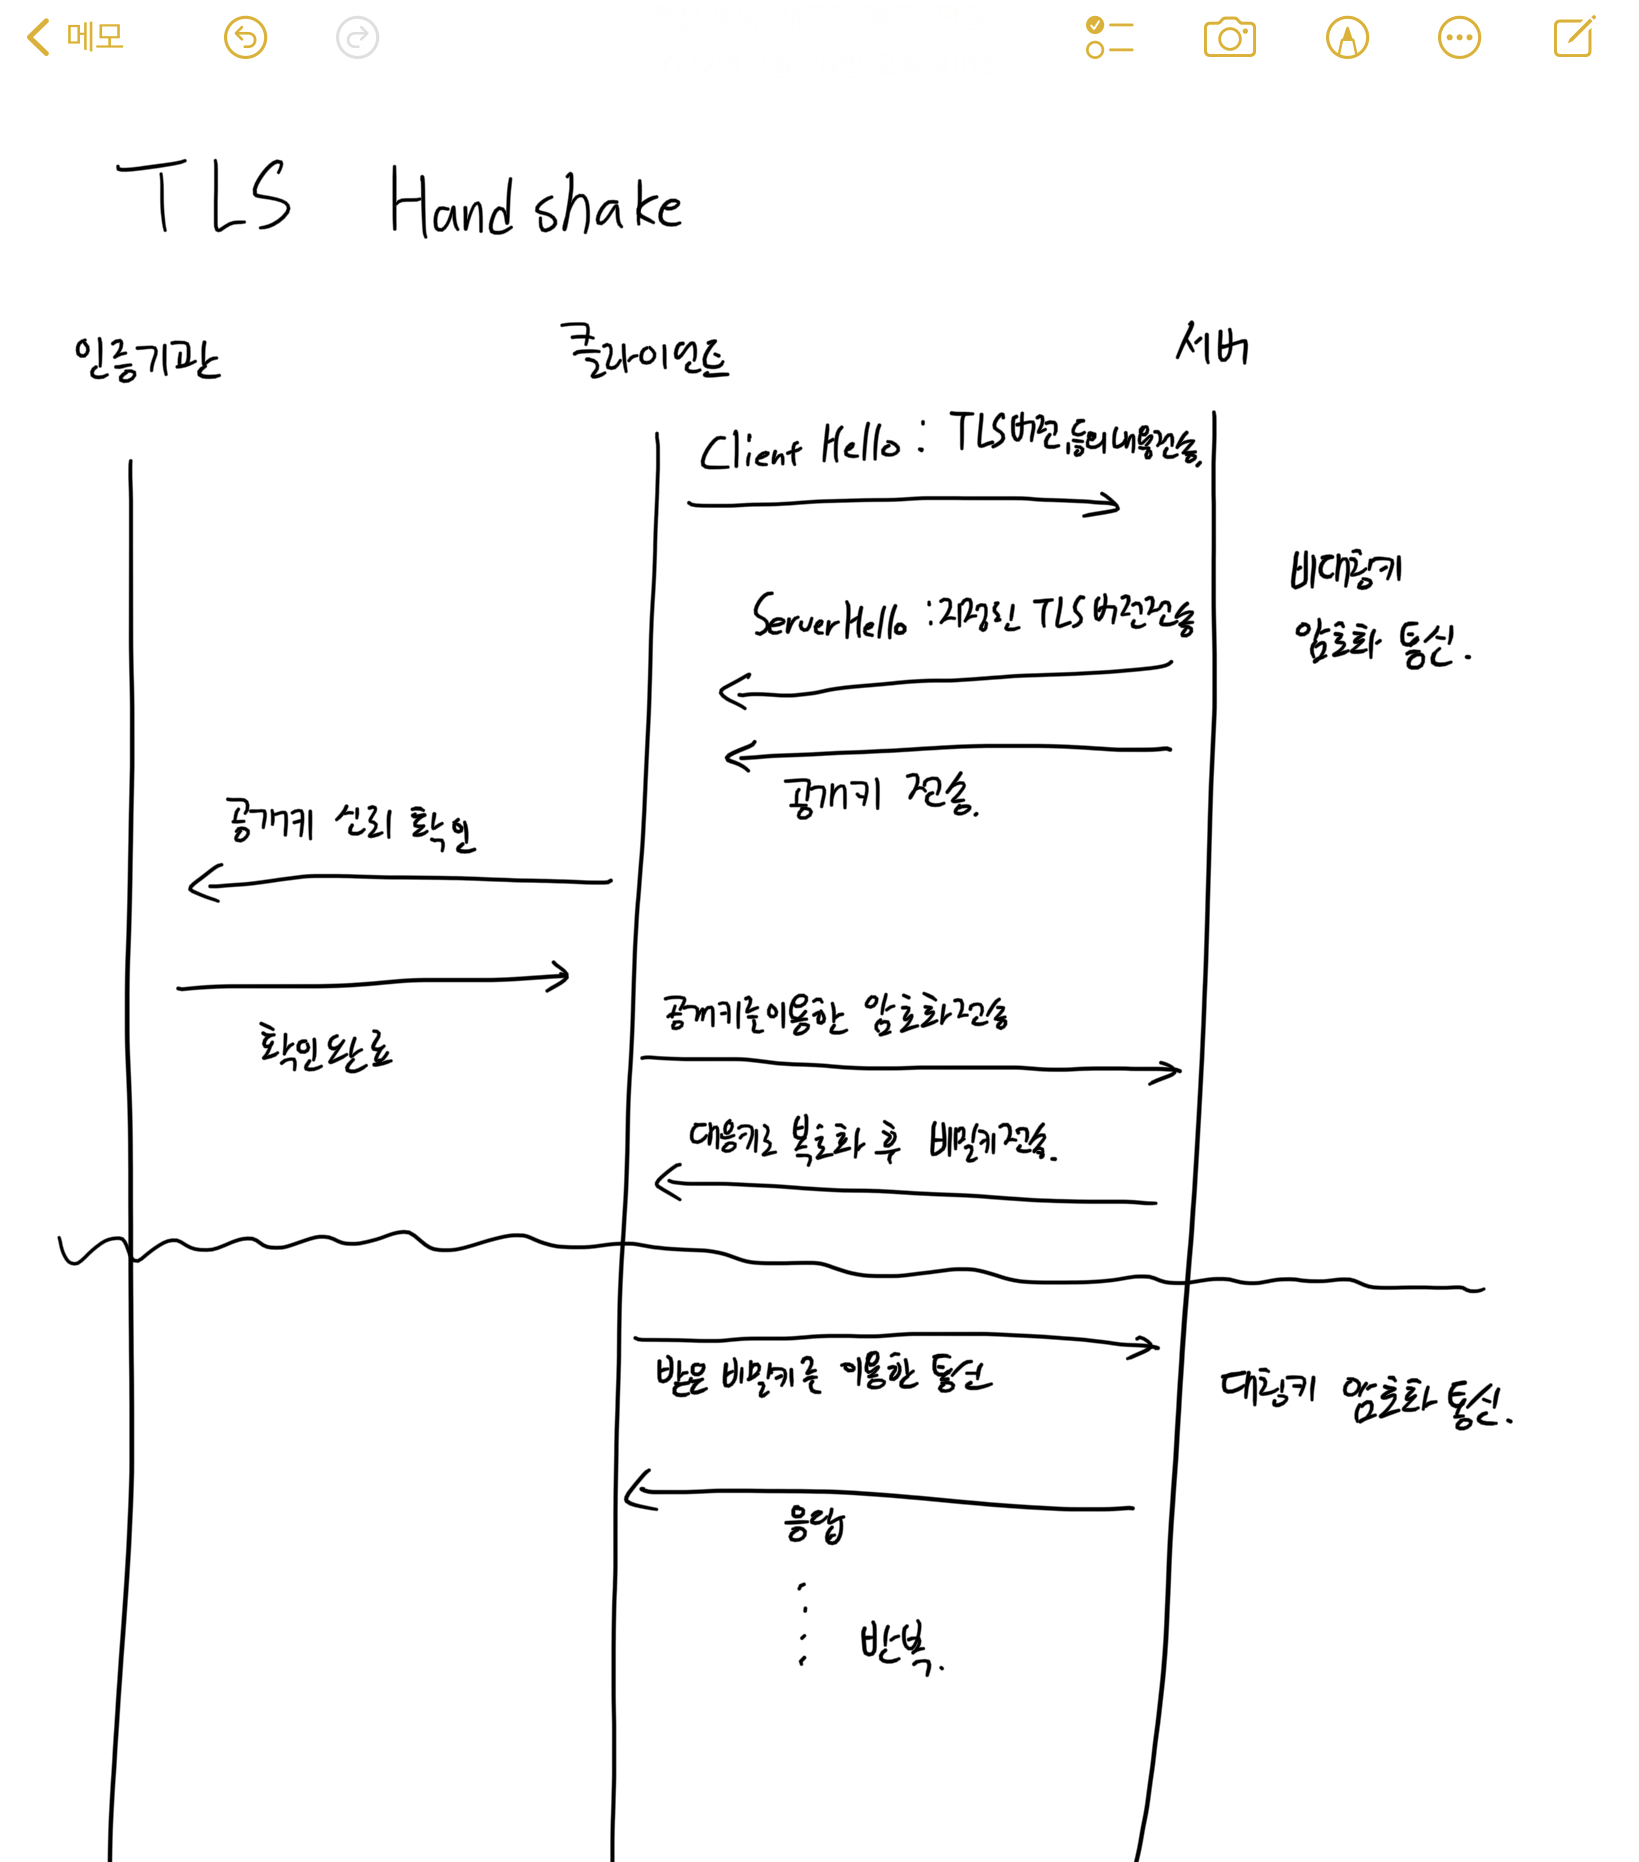 메모
TLS Handshake
인증기관
클라이언트
서버
Client Hello : TLS버전,등의내용전송.
비대칭키
암호화 통신.
ServerHello : 지정된 TLS버전전송
공개키 전송.
공개키 신뢰 확인
확인완료
공개키를이용한 암호화전송
대응키로 복호화 후 비밀키전송.
받은 비밀키를 이용한 통신
대칭키 암호화통신.
응답
반복.